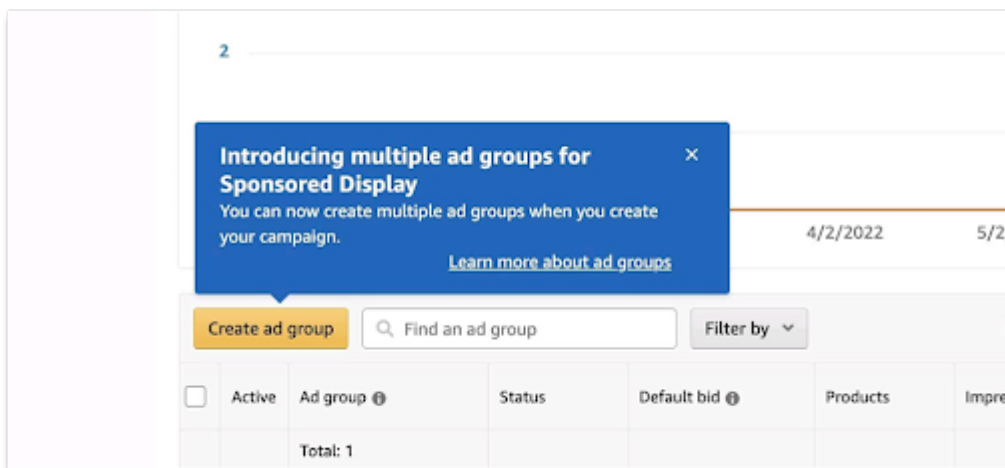 2
Introducing multiple ad groups for
Sponsored Display
You can now create multiple ad groups when you create
your campaign.
Learn more about ad groups
4/2/2022
Create ad group
Find an ad group
Filter by
Active
Ad group
Status
Default bid
Products
Total: 1